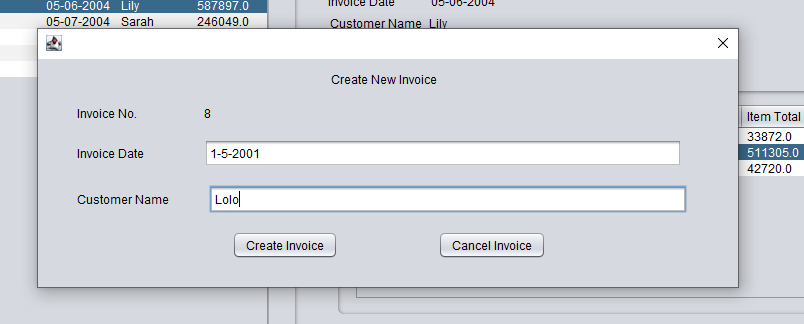 05-06-2004 Lily 587897.0
05-07-2004 Sarah 246049.0
Invoice Date 05-06-2004
Customer Name Lily
Create New Invoice
Invoice No. 8
Invoice Date 1-5-2001
Customer Name Lolo
Create Invoice Cancel Invoice
Item Total
33872.0
511305.0
42720.0